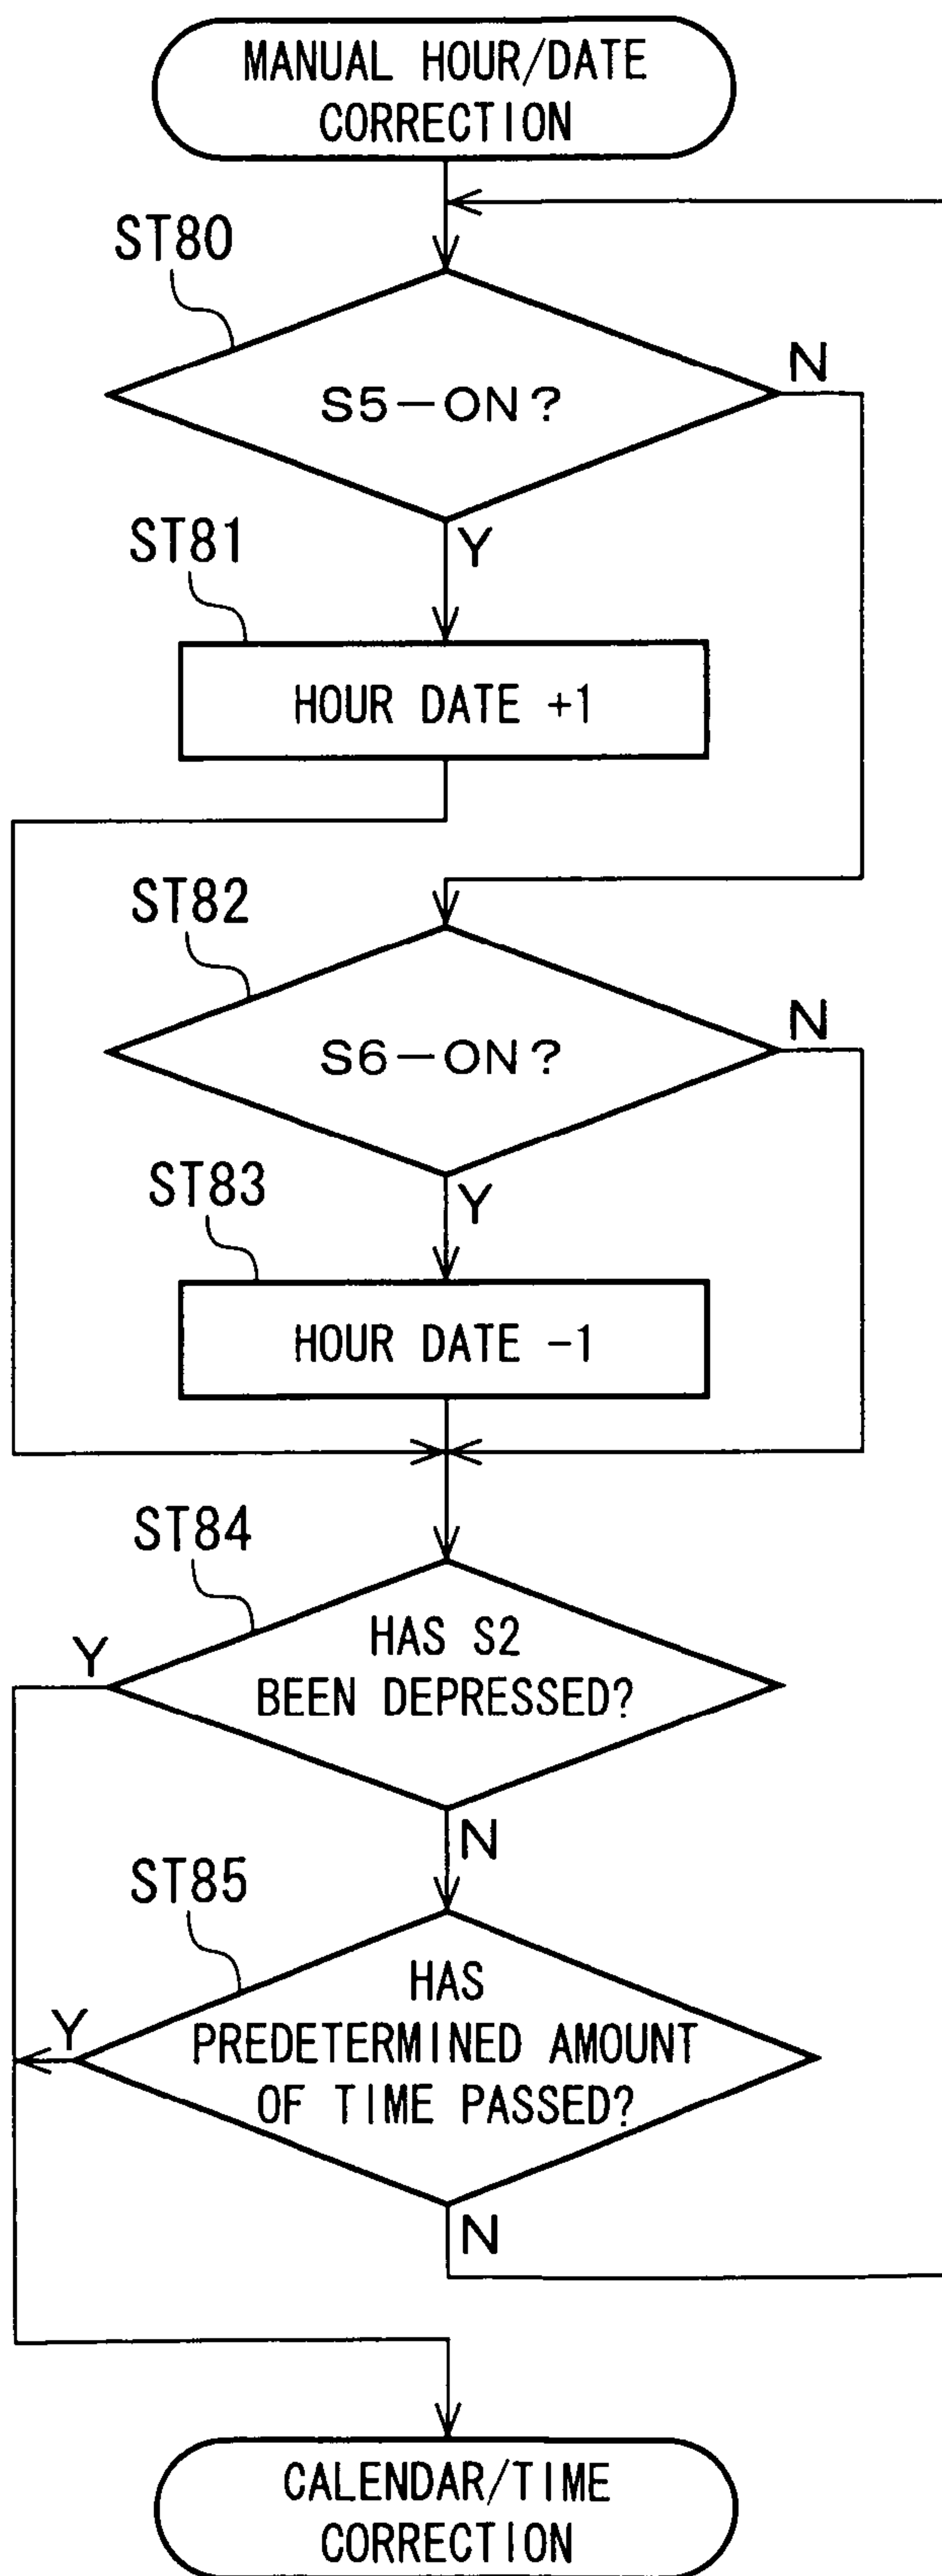 MANUAL HOUR/DATE
CORRECTION
ST80
S5-ON?
N
Y
ST81
HOUR DATE +1
ST82
S6-ON?
N
Y
ST83
HOUR DATE -1
ST84
HAS S2
BEEN DEPRESSED?
Y
N
ST85
HAS
PREDETERMINED AMOUNT
OF TIME PASSED?
Y
N
CALENDAR/TIME
CORRECTION